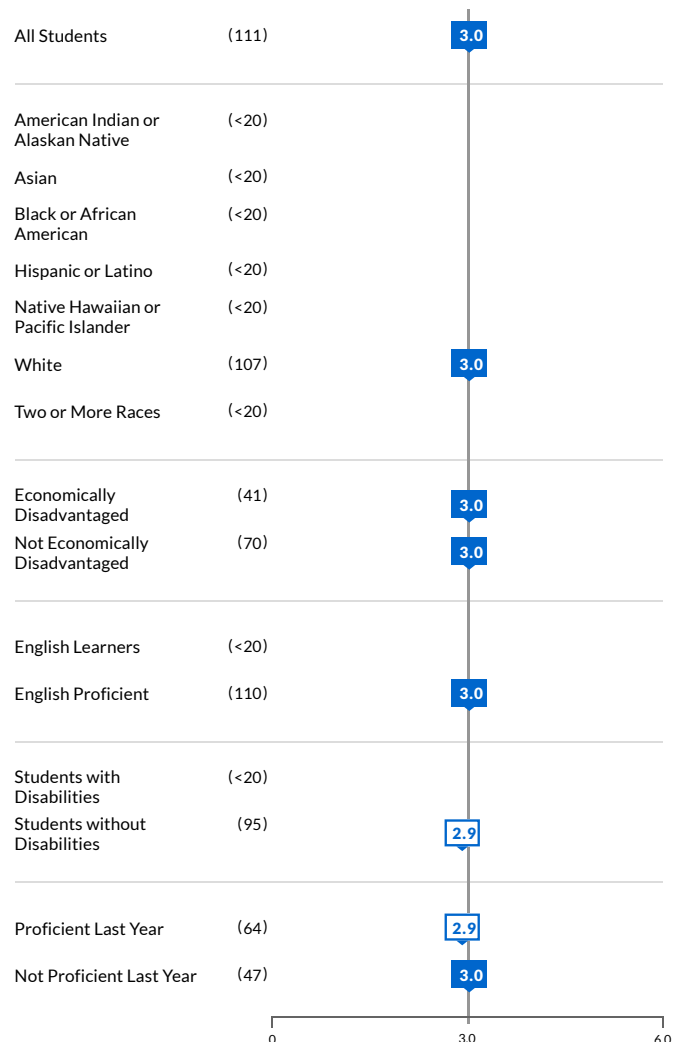 All Students (111) 3.0
American Indian or (<20)
Alaskan Native
Asian (<20)
Black or African (<20)
American
Hispanic or Latino (<20)
Native Hawaiian or (<20)
Pacific Islander
White (107) 3.0
Two or More Races (<20)
Economically (41) 3.0
Disadvantaged
Not Economically (70) 3.0
Disadvantaged
English Learners (<20)
English Proficient (110) 3.0
Students with (<20)
Disabilities
Students without (95) 2.9
Disabilities
Proficient Last Year (64) 2.9
Not Proficient Last Year (47) 3.0
0 3.0 6.0